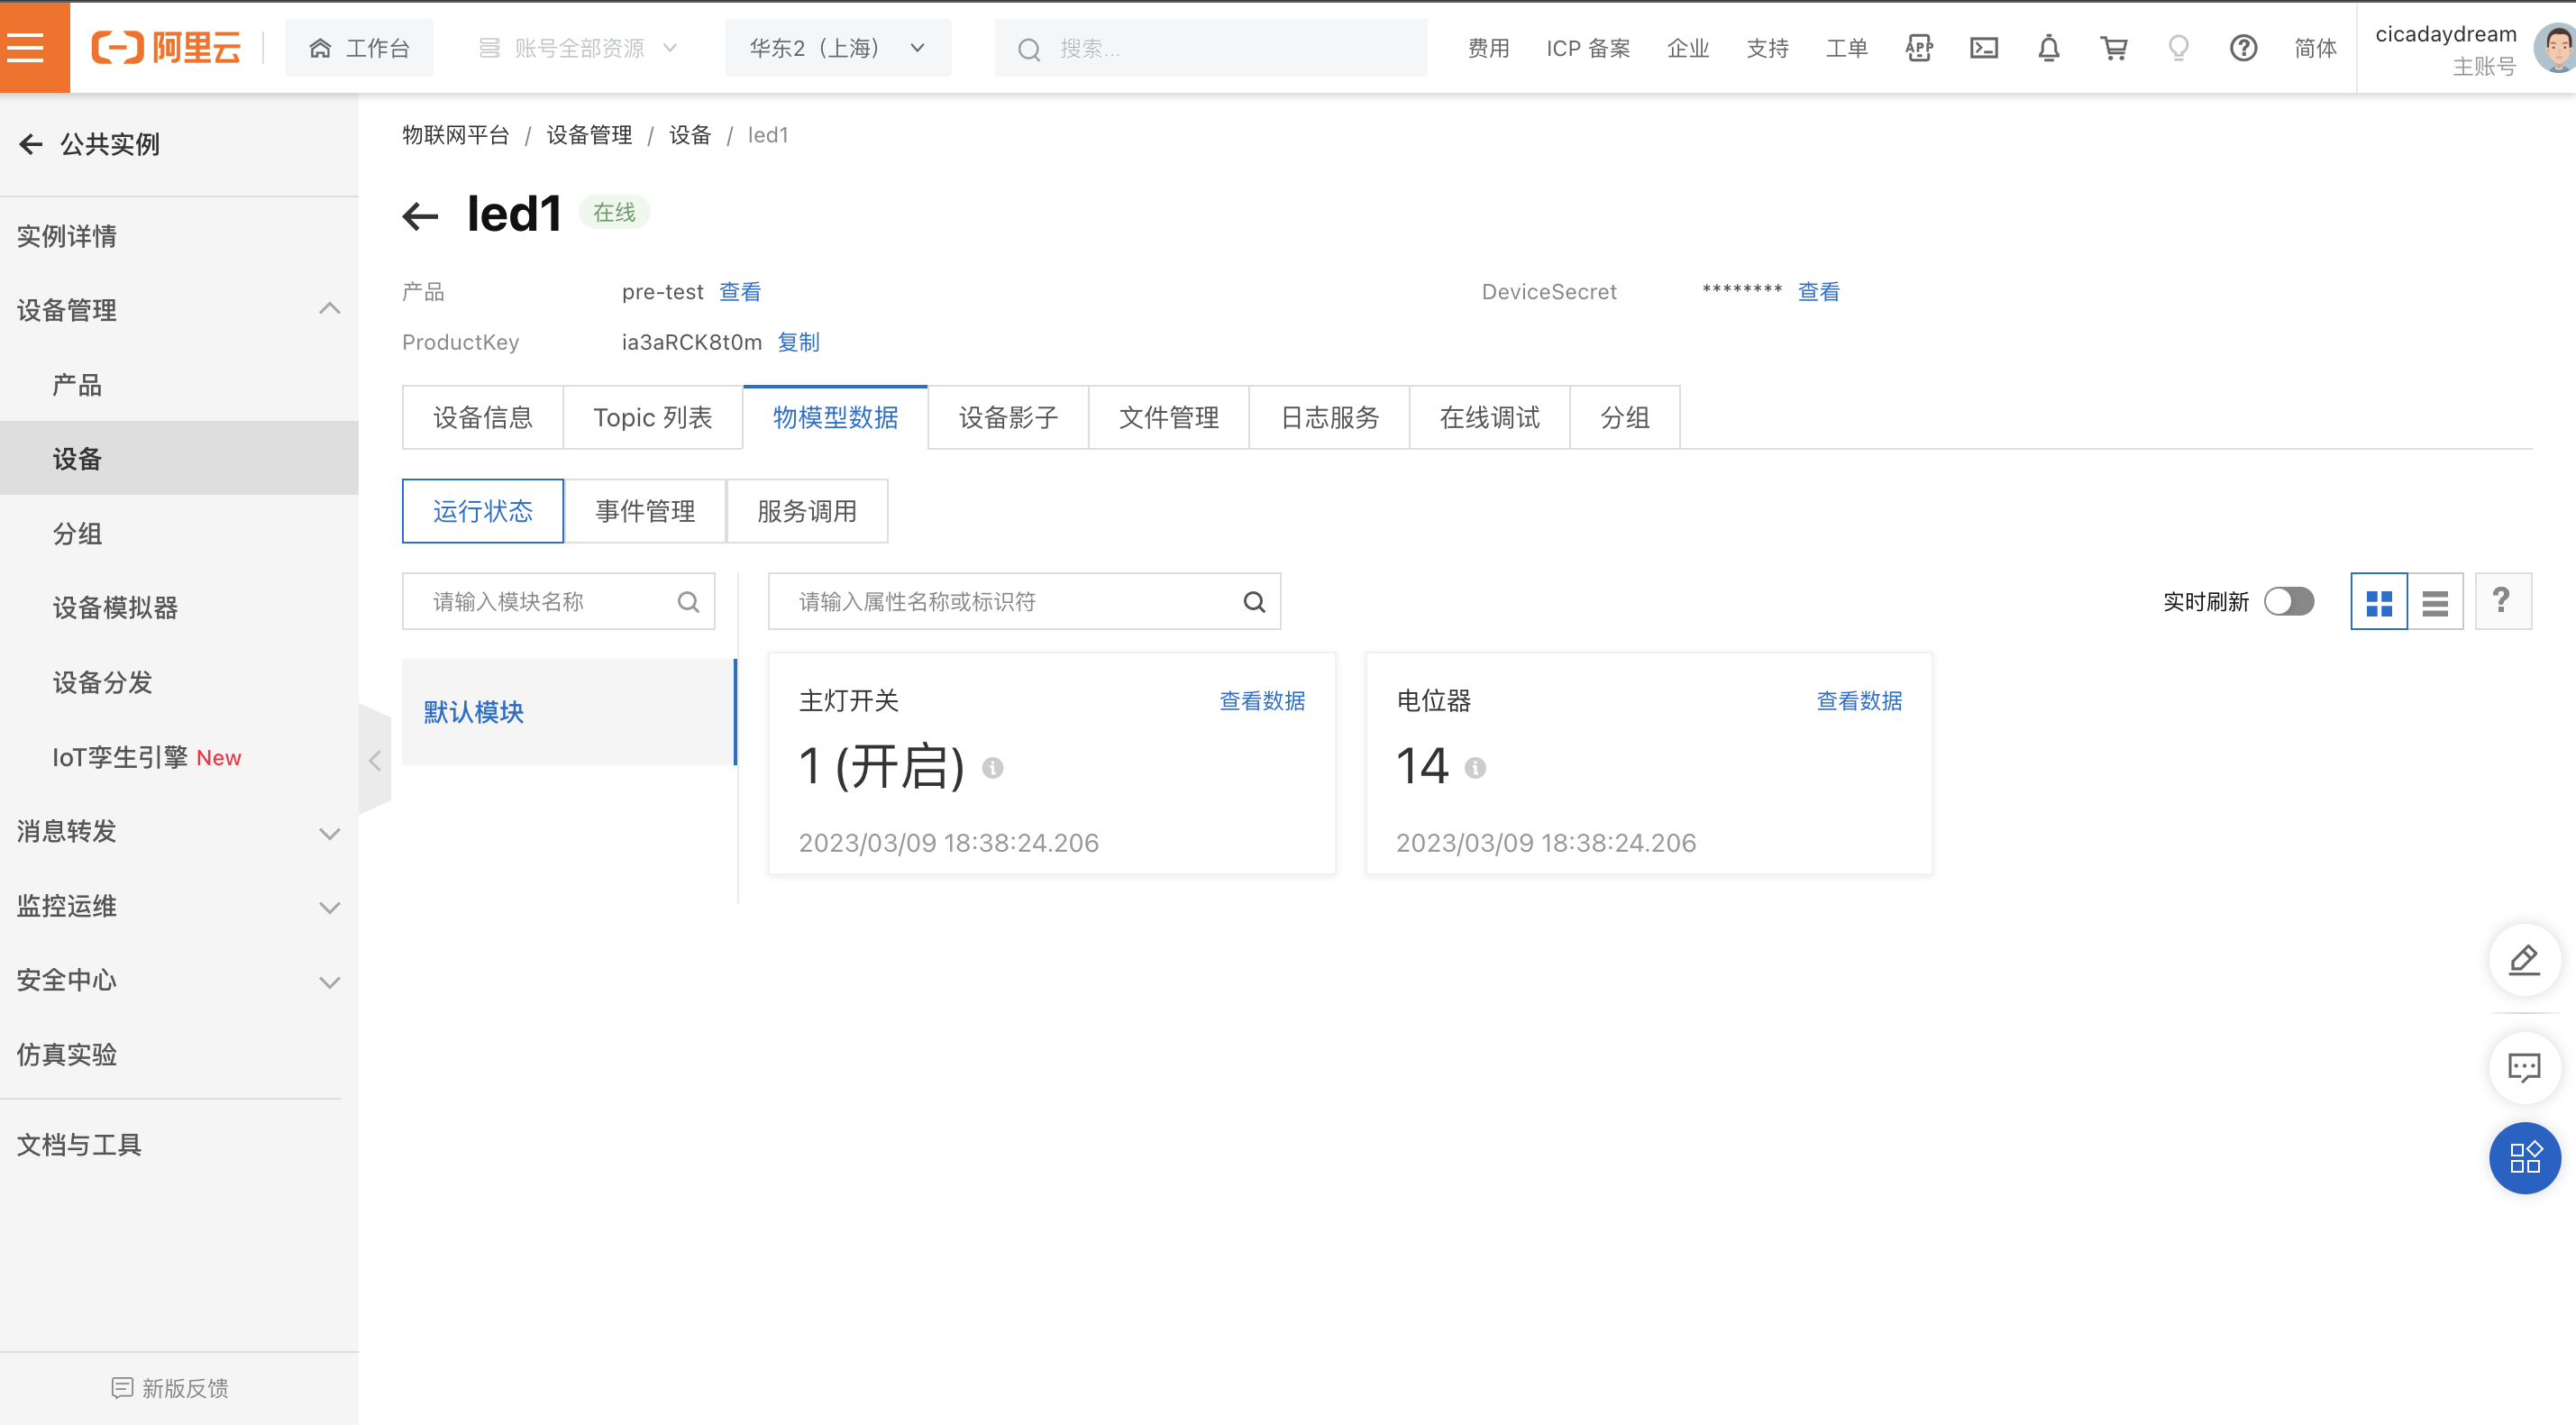 阿里云
工作台
账号全部资源
华东2（上海）
搜索...
费用
ICP 备案
企业
支持
工单
APP
简体
cicadaydream
主账号
公共实例
实例详情
设备管理
产品
设备
分组
设备模拟器
设备分发
IoT孪生引擎 New
消息转发
监控运维
安全中心
仿真实验
文档与工具
新版反馈
物联网平台 / 设备管理 / 设备 / led1
led1 在线
产品 pre-test 查看
DeviceSecret ******** 查看
ProductKey ia3aRCK8t0m 复制
设备信息 Topic 列表 物模型数据 设备影子 文件管理 日志服务 在线调试 分组
运行状态 事件管理 服务调用
请输入模块名称
请输入属性名称或标识符
实时刷新
?
默认模块
主灯开关 查看数据
1 (开启)
2023/03/09 18:38:24.206
电位器 查看数据
14
2023/03/09 18:38:24.206